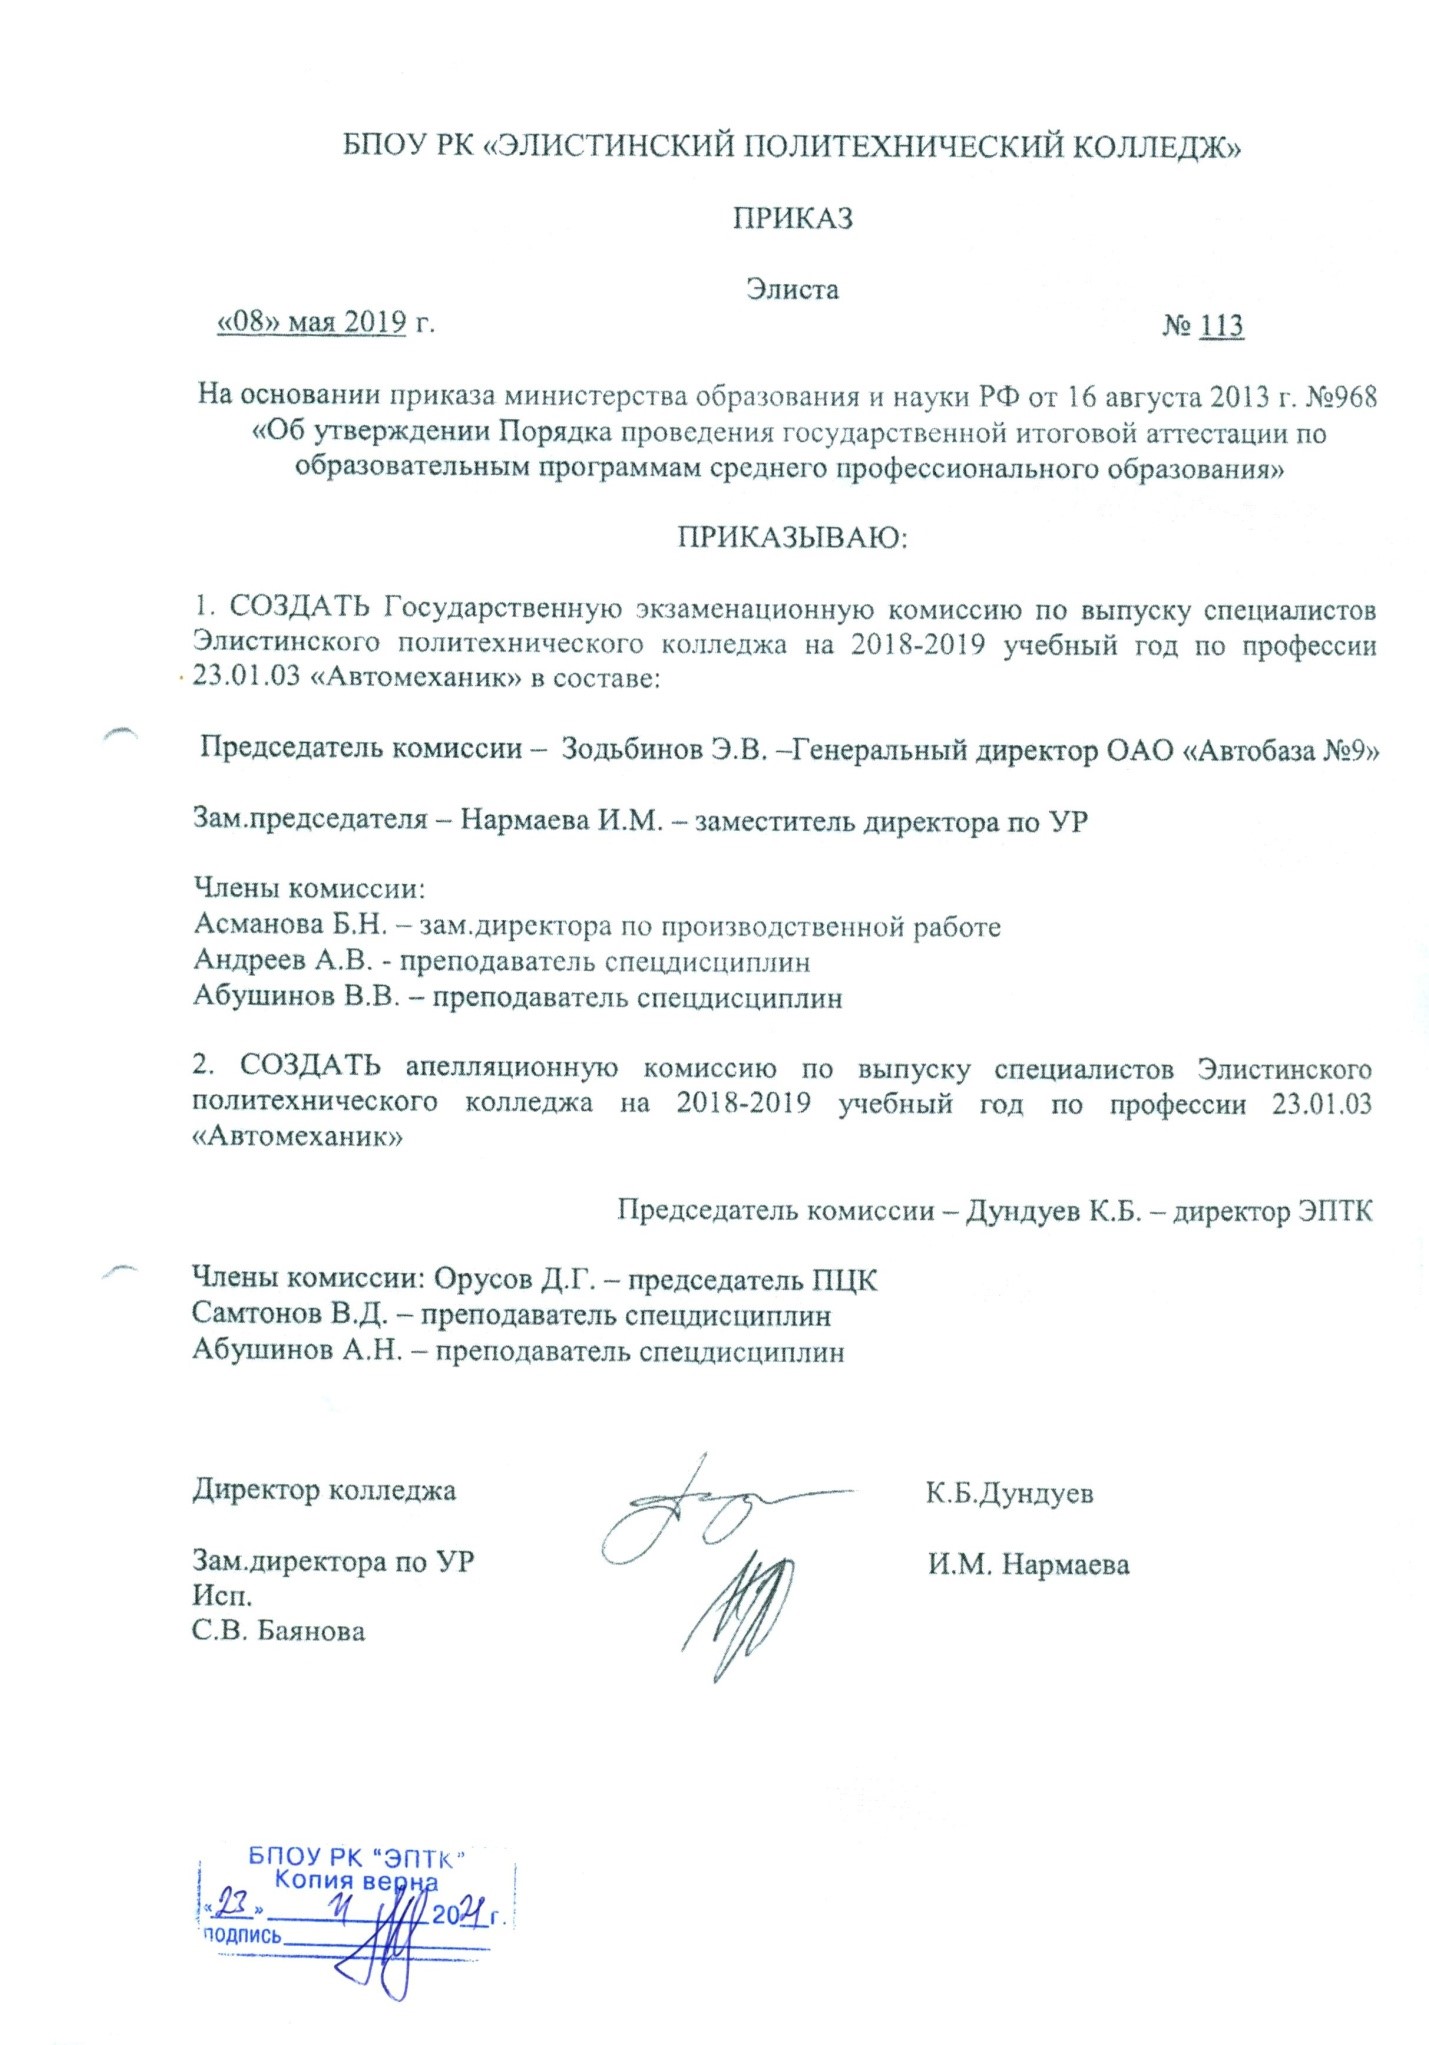 БПОУ РК «ЭЛИСТИНСКИЙ ПОЛИТЕХНИЧЕСКИЙ КОЛЛЕДЖ»
ПРИКАЗ
Элиста
«08» мая 2019 г. № 113
На основании приказа министерства образования и науки РФ от 16 августа 2013 г. №968
«Об утверждении Порядка проведения государственной итоговой аттестации по
образовательным программам среднего профессионального образования»
ПРИКАЗЫВАЮ:
1. СОЗДАТЬ Государственную экзаменационную комиссию по выпуску специалистов
Элистинского политехнического колледжа на 2018-2019 учебный год по профессии
23.01.03 «Автомеханик» в составе:
Председатель комиссии – Зодьбинов Э.В. –Генеральный директор ОАО «Автобаза №9»
Зам.председателя – Нармаева И.М. – заместитель директора по УР
Члены комиссии:
Асманова Б.Н. – зам.директора по производственной работе
Андреев А.В. - преподаватель спецдисциплин
Абушинов В.В. – преподаватель спецдисциплин
2. СОЗДАТЬ апелляционную комиссию по выпуску специалистов Элистинского
политехнического колледжа на 2018-2019 учебный год по профессии 23.01.03
«Автомеханик»
Председатель комиссии – Дундуев К.Б. – директор ЭПТК
Члены комиссии: Орусов Д.Г. – председатель ПЦК
Самтонов В.Д. – преподаватель спецдисциплин
Абушинов А.Н. – преподаватель спецдисциплин
Директор колледжа К.Б.Дундуев
Зам.директора по УР И.М. Нармаева
Исп.
С.В. Баянова
БПОУ РК "ЭПТК"
Копия верна
«23» 2021 г.
подпись